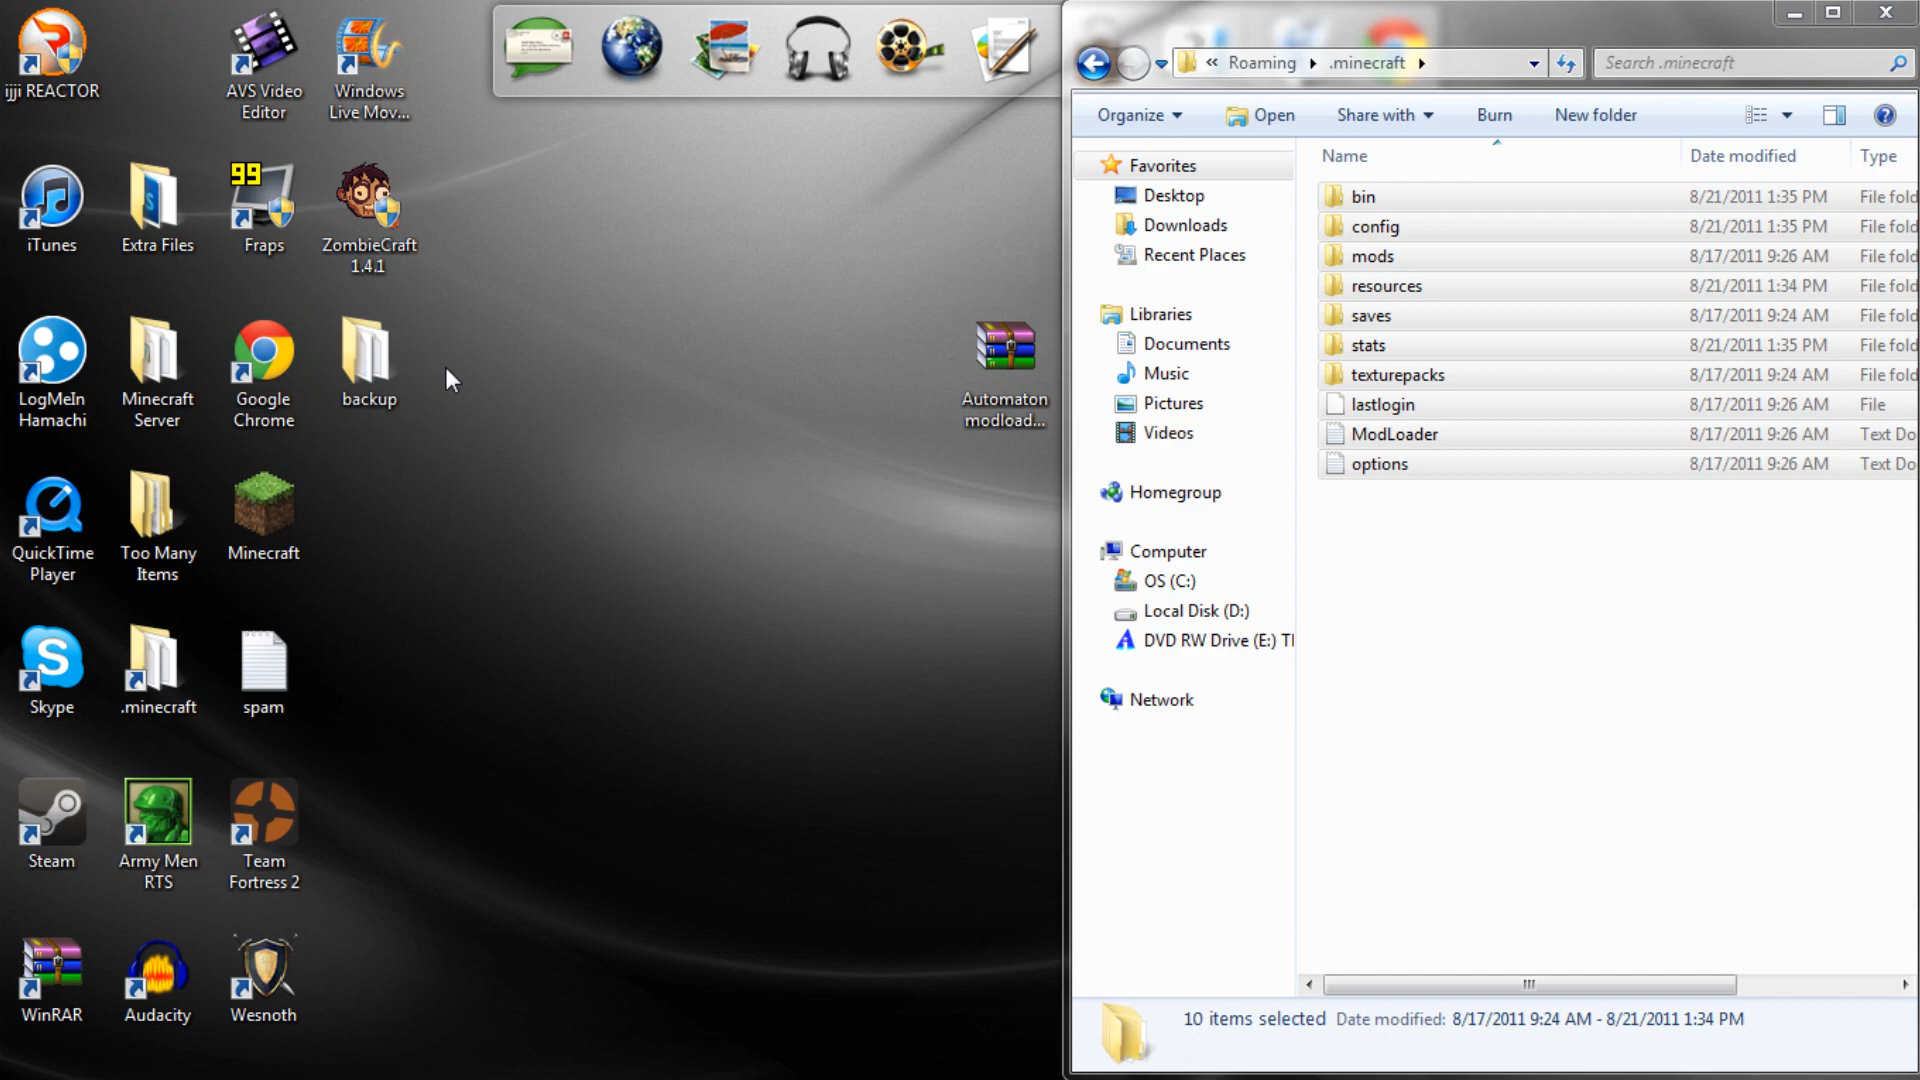 ijji REACTOR
AVS Video
Editor
Windows
Live Mov...
iTunes
Extra Files
99
Fraps
ZombieCraft
1.4.1
LogMeIn
Hamachi
Minecraft
Server
Google
Chrome
backup
Automaton
modload...
QuickTime
Player
Too Many
Items
Minecraft
Skype
.minecraft
spam
Steam
Army Men
RTS
Team
Fortress 2
WinRAR
Audacity
Wesnoth
« Roaming .minecraft
Search .minecraft
Organize Open Share with Burn New folder
Favorites
Desktop
Downloads
Recent Places
Libraries
Documents
Music
Pictures
Videos
Homegroup
Computer
OS (C:)
Local Disk (D:)
DVD RW Drive (E:) TI
Network
Name Date modified Type
bin 8/21/2011 1:35 PM File fold
config 8/21/2011 1:35 PM File fold
mods 8/17/2011 9:26 AM File fold
resources 8/21/2011 1:34 PM File fold
saves 8/17/2011 9:24 AM File fold
stats 8/21/2011 1:35 PM File fold
texturepacks 8/17/2011 9:24 AM File fold
lastlogin 8/17/2011 9:26 AM File
ModLoader 8/17/2011 9:26 AM Text Do
options 8/17/2011 9:26 AM Text Do
10 items selected Date modified: 8/17/2011 9:24 AM - 8/21/2011 1:34 PM